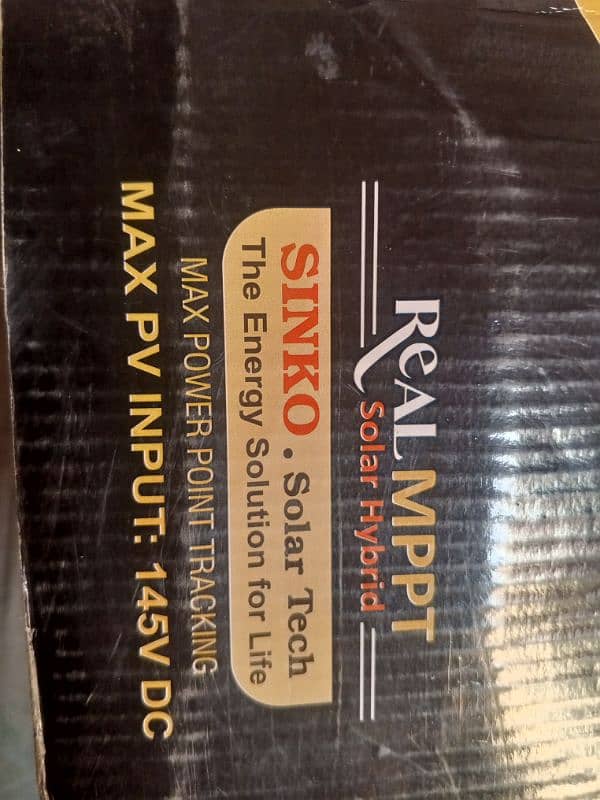 ReAL MPPT
Solar Hybrid
SINKO. Solar Tech
The Energy Solution for Life
MAX POWER POINT TRACKING
MAX PV INPUT: 145V DC